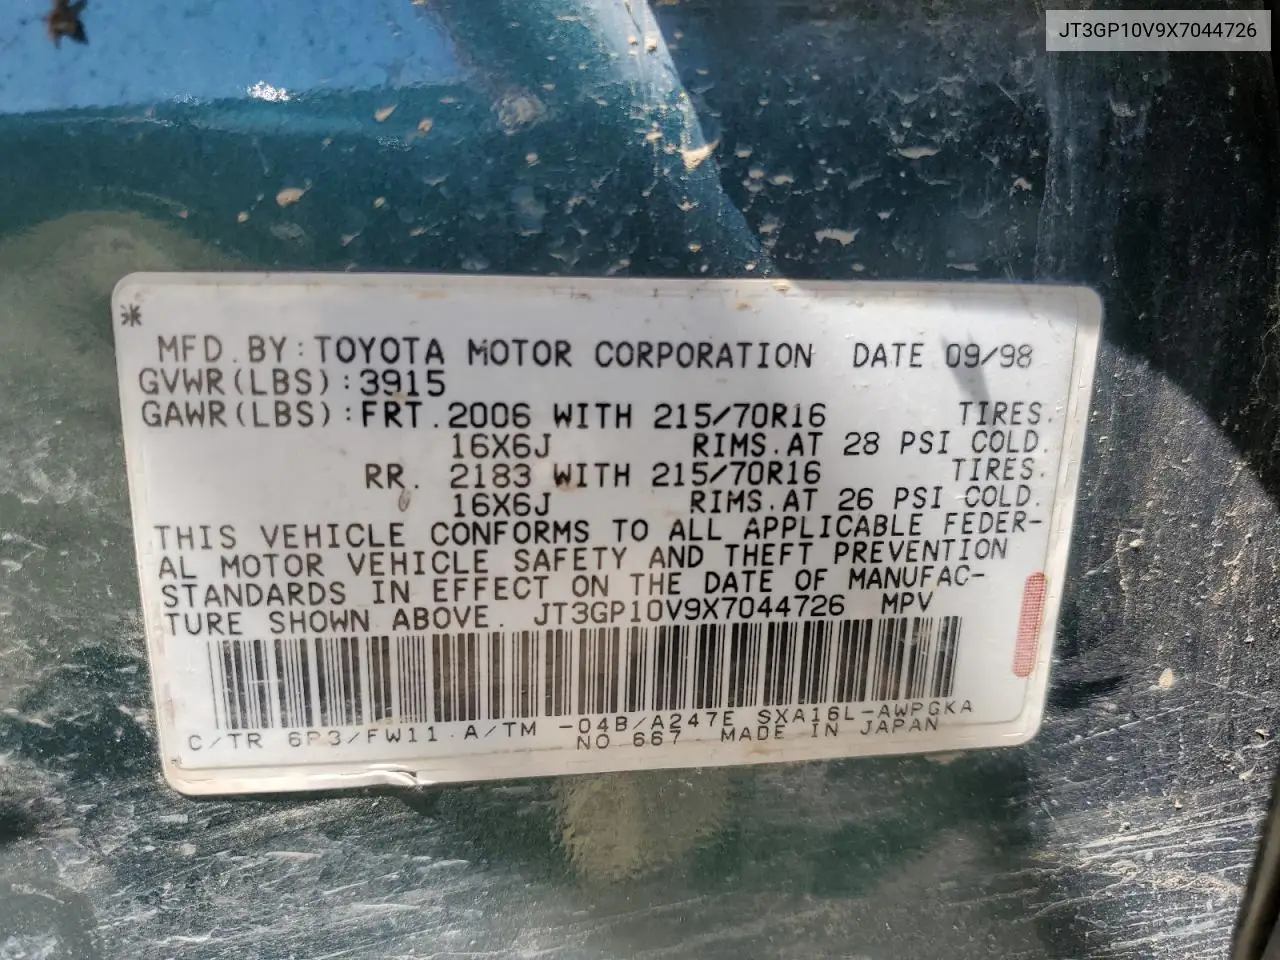 JT3GP10V9X7044726
*
MFD. BY: TOYOTA MOTOR CORPORATION DATE 09/98
GVWR(LBS): 3915
GAWR(LBS): FRT. 2006 WITH 215/70R16 TIRES.
16X6J RIMS. AT 28 PSI COLD.
RR. 2183 WITH 215/70R16 TIRES.
16X6J RIMS. AT 26 PSI COLD.
THIS VEHICLE CONFORMS TO ALL APPLICABLE FEDER-
AL MOTOR VEHICLE SAFETY AND THEFT PREVENTION
STANDARDS IN EFFECT ON THE DATE OF MANUFAC-
TURE SHOWN ABOVE. JT3GP10V9X7044726 MPV
C/TR 6P3/FW11 A/TM -04B/A247E SXA16L-AWPGKA
NO.667 MADE IN JAPAN